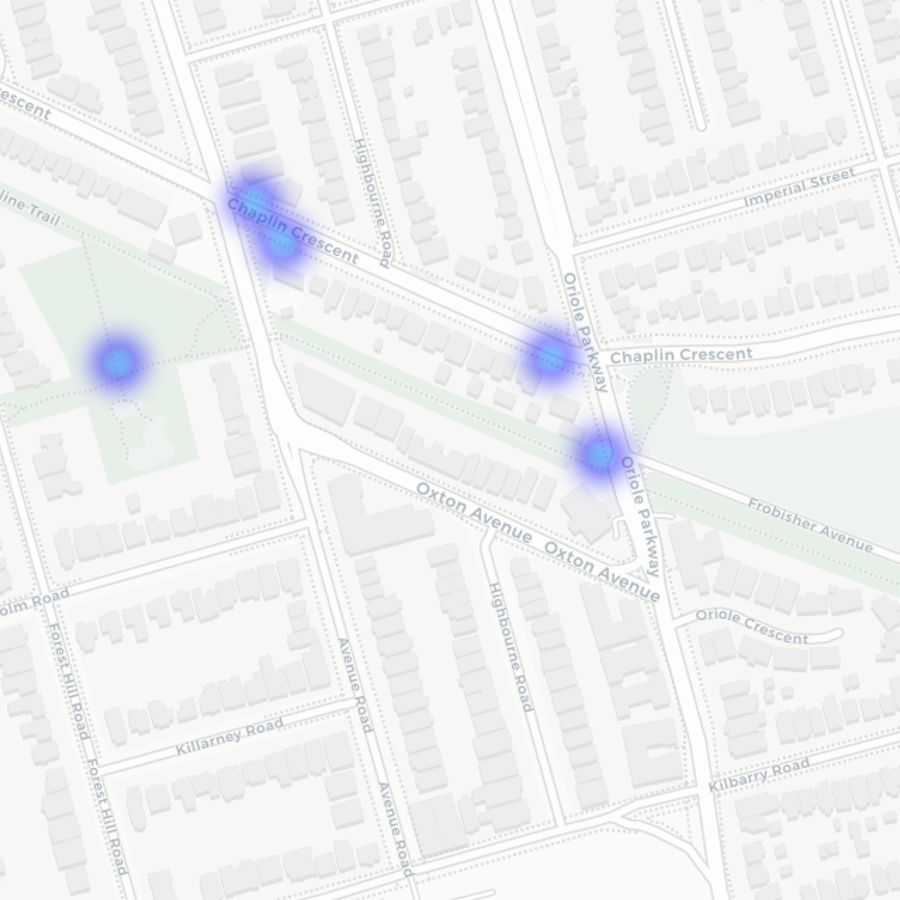 escent
line Trail
Highbourne Road
Chaplin Crescent
Imperial Street
Oriole Parkway
Chaplin Crescent
Oriole Parkway
Frobisher Avenue
Oxton Avenue
Oxton Avenue
olm Road
Highbourne Road
Oriole Crescent
Forest Hill Road
Avenue Road
Killarney Road
Forest Hill Road
Kilbarry Road
Avenue Road